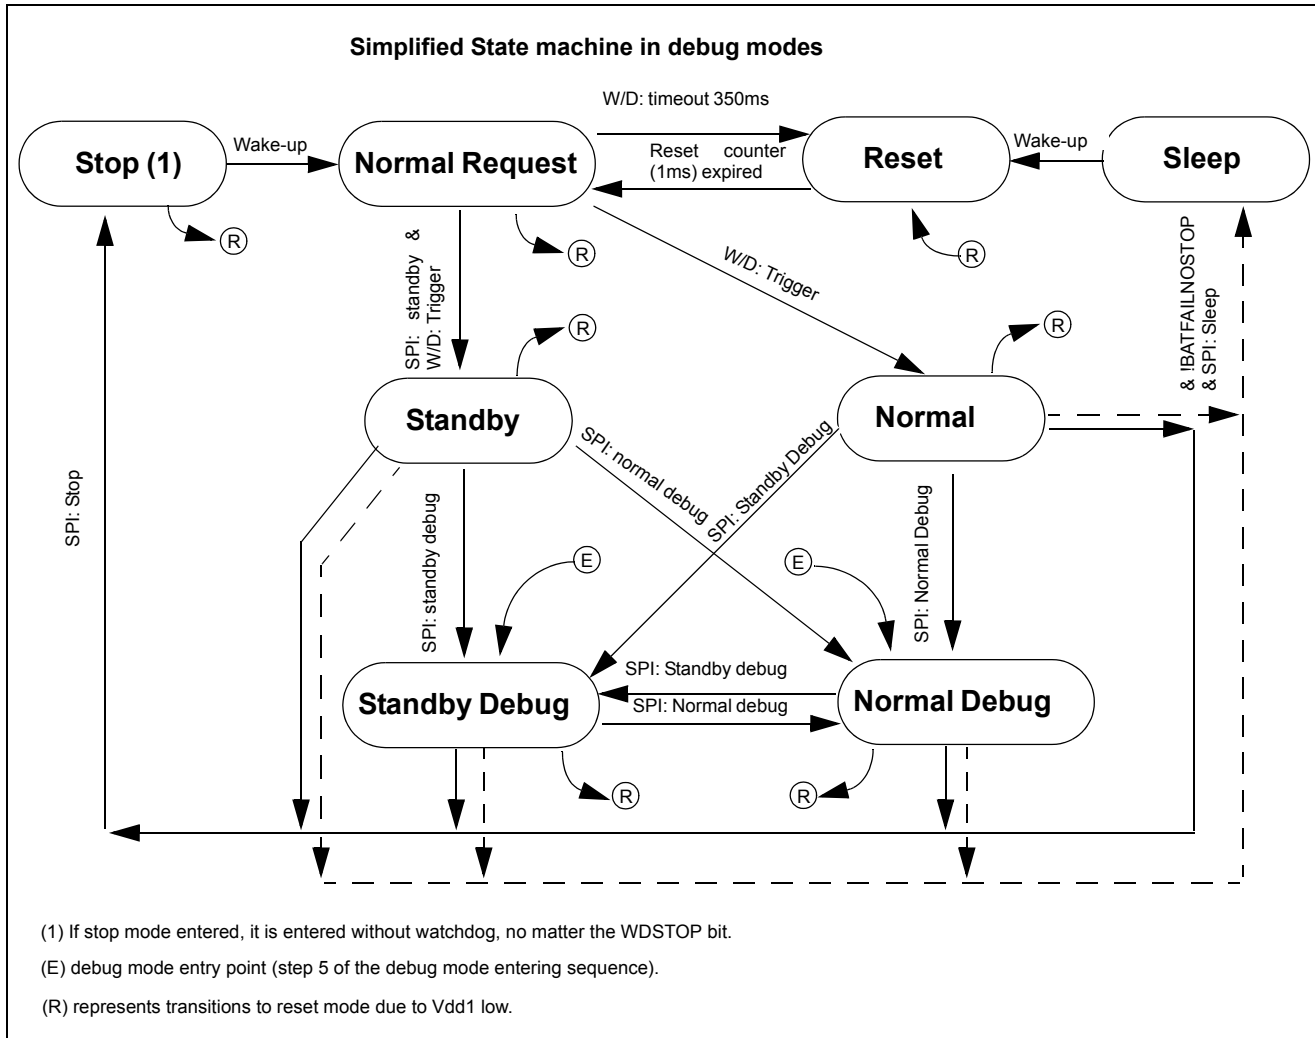 Simplified State machine in debug modes
W/D: timeout 350ms
Wake-up
Stop (1)
Normal Request
Reset counter
(1ms) expired
Reset
Wake-up
Sleep
R
R
R
SPI: standby &
W/D: Trigger
W/D: Trigger
& !BATFAILNOSTOP
& SPI: Sleep
R
R
Standby
Normal
SPI: Stop
SPI: normal debug
SPI: Standby Debug
SPI: standby debug
E
E
SPI: Normal Debug
SPI: Standby debug
Standby Debug
SPI: Normal debug
Normal Debug
R
R
(1) If stop mode entered, it is entered without watchdog, no matter the WDSTOP bit.
(E) debug mode entry point (step 5 of the debug mode entering sequence).
(R) represents transitions to reset mode due to Vdd1 low.